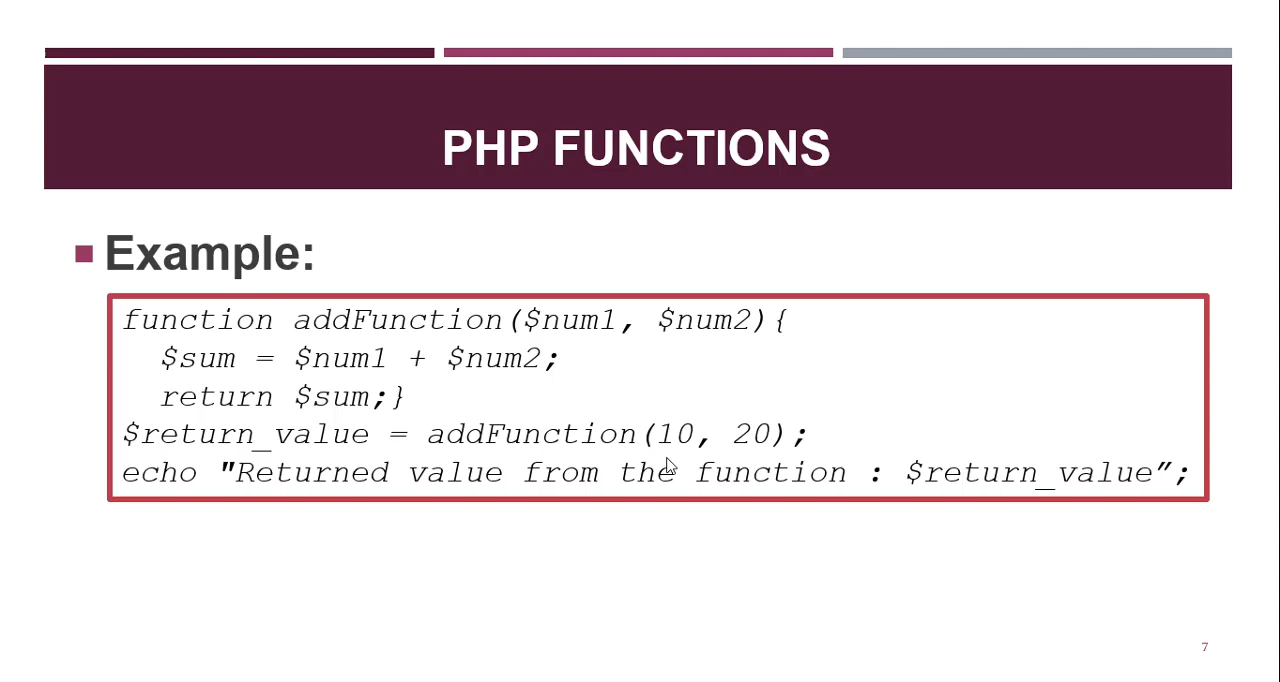 PHP FUNCTIONS
Example:
function addFunction($num1, $num2){
$sum = $num1 + $num2;
return $sum;}
$return_value = addFunction(10, 20);
echo "Returned value from the function : $return_value”;
7